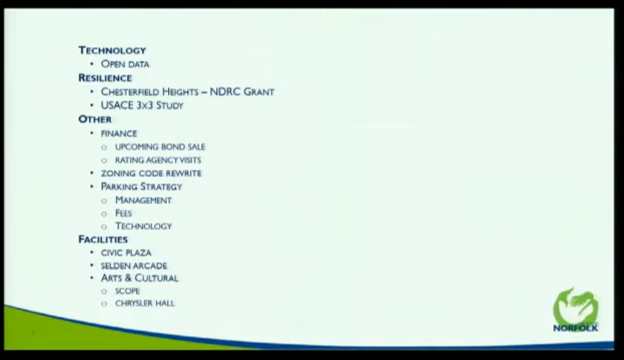 TECHNOLOGY
• OPEN DATA
RESILIENCE
• CHESTERFIELD HEIGHTS – NDRC GRANT
• USACE 3X3 STUDY
OTHER
• FINANCE
o UPCOMING BOND SALE
o RATING AGENCY VISITS
• ZONING CODE REWRITE
• PARKING STRATEGY
o MANAGEMENT
o FEES
o TECHNOLOGY
FACILITIES
• CIVIC PLAZA
• SELDEN ARCADE
• ARTS & CULTURAL
o SCOPE
o CHRYSLER HALL
NORFOLK